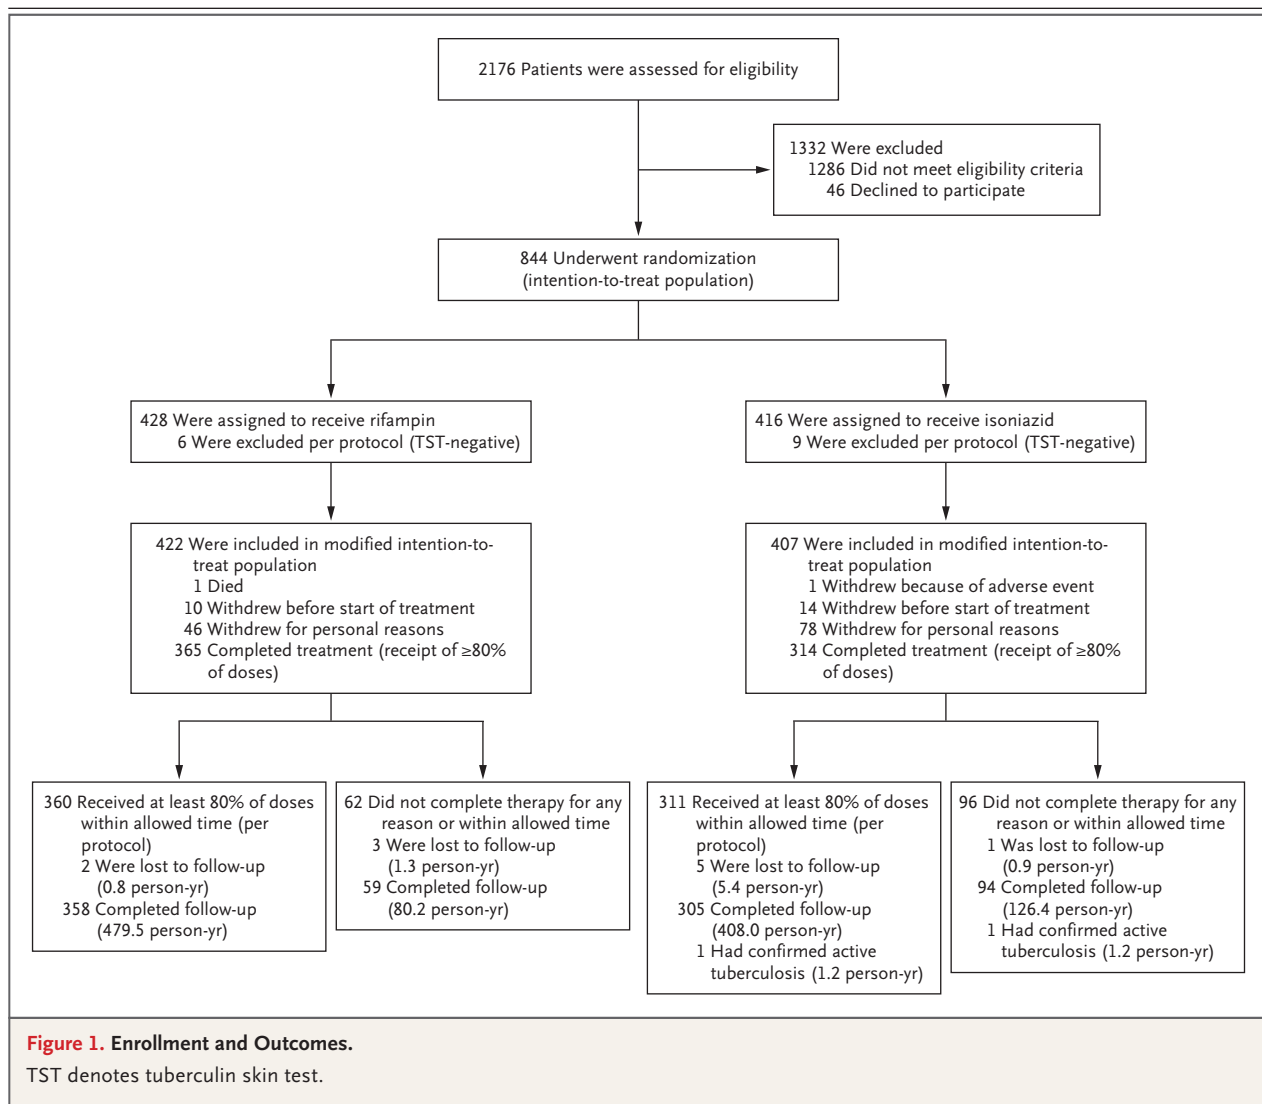 2176 Patients were assessed for eligibility
1332 Were excluded
1286 Did not meet eligibility criteria
46 Declined to participate
844 Underwent randomization
(intention-to-treat population)
428 Were assigned to receive rifampin
6 Were excluded per protocol (TST-negative)
416 Were assigned to receive isoniazid
9 Were excluded per protocol (TST-negative)
422 Were included in modified intention-to-
treat population
1 Died
10 Withdrew before start of treatment
46 Withdrew for personal reasons
365 Completed treatment (receipt of ≥80%
of doses)
407 Were included in modified intention-to-
treat population
1 Withdrew because of adverse event
14 Withdrew before start of treatment
78 Withdrew for personal reasons
314 Completed treatment (receipt of ≥80%
of doses)
360 Received at least 80% of doses
within allowed time (per
protocol)
2 Were lost to follow-up
(0.8 person-yr)
358 Completed follow-up
(479.5 person-yr)
62 Did not complete therapy for any
reason or within allowed time
3 Were lost to follow-up
(1.3 person-yr)
59 Completed follow-up
(80.2 person-yr)
311 Received at least 80% of doses
within allowed time (per
protocol)
5 Were lost to follow-up
(5.4 person-yr)
305 Completed follow-up
(408.0 person-yr)
1 Had confirmed active
tuberculosis (1.2 person-yr)
96 Did not complete therapy for any
reason or within allowed time
1 Was lost to follow-up
(0.9 person-yr)
94 Completed follow-up
(126.4 person-yr)
1 Had confirmed active
tuberculosis (1.2 person-yr)
Figure 1. Enrollment and Outcomes.
TST denotes tuberculin skin test.